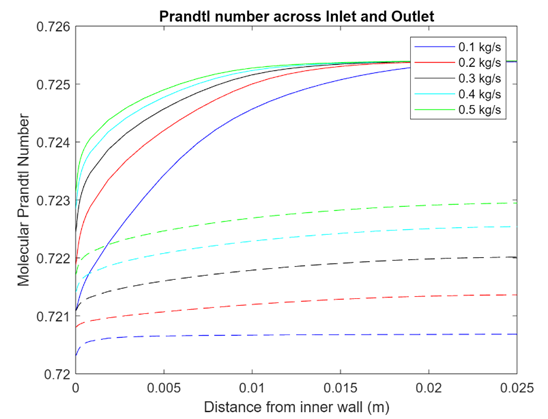 Prandtl number across Inlet and Outlet
0.726
0.725
0.724
0.723
0.722
0.721
0.72
Molecular Prandtl Number
0.1 kg/s
0.2 kg/s
0.3 kg/s
0.4 kg/s
0.5 kg/s
0
0.005
0.01
0.015
0.02
0.025
Distance from inner wall (m)